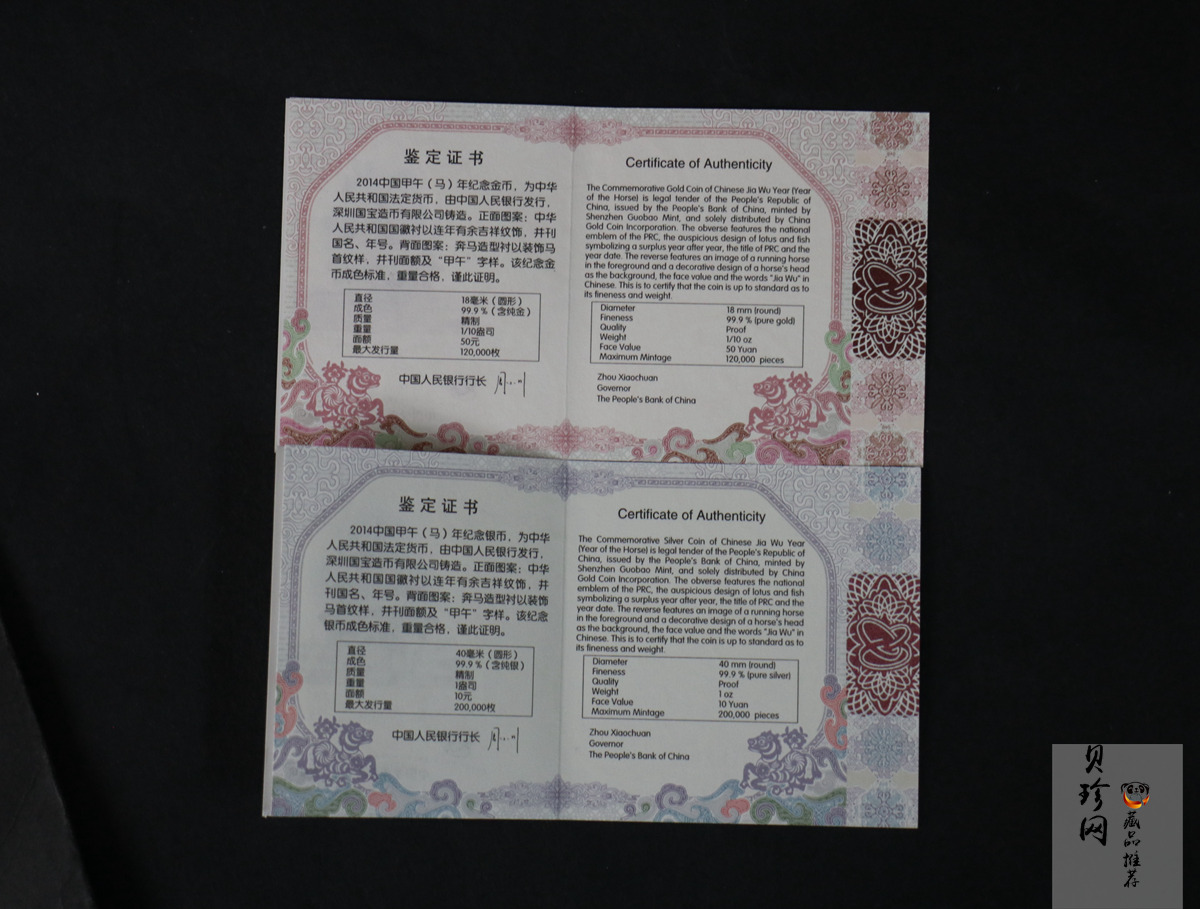 鉴定证书
2014中国甲午（马）年纪念金币，为中华
人民共和国法定货币，由中国人民银行发行，
深圳国宝造币有限公司铸造。正面图案：中华
人民共和国国徽衬以连年有余吉祥纹饰，并刊
国名、年号。背面图案：奔马造型衬以装饰马
首纹样，并刊面额及“甲午”字样。该纪念金
币成色标准，重量合格，谨此证明。
直径 18毫米（圆形）
成色 99.9 %（含纯金）
质量 精制
重量 1/10盎司
面额 50元
最大发行量 120,000枚
中国人民银行行长
Certificate of Authenticity
The Commemorative Gold Coin of Chinese Jia Wu Year (Year
of the Horse) is legal tender of the People's Republic of
China, issued by the People's Bank of China, minted by
Shenzhen Guobao Mint, and solely distributed by China
Gold Coin Incorporation. The obverse features the national
emblem of the PRC, the auspicious design of lotus and fish
symbolizing a surplus year after year, the title of PRC and the
year date. The reverse features an image of a running horse
in the foreground and a decorative design of a horse's head
as the background, the face value and the words "Jia Wu" in
Chinese. This is to certify that the coin is up to standard as to
its fineness and weight.
Diameter 18 mm (round)
Fineness 99.9 % (pure gold)
Quality Proof
Weight 1/10 oz
Face Value 50 Yuan
Maximum Mintage 120,000 pieces
Zhou Xiaochuan
Governor
The People's Bank of China
鉴定证书
2014中国甲午（马）年纪念银币，为中华
人民共和国法定货币，由中国人民银行发行，
深圳国宝造币有限公司铸造。正面图案：中华
人民共和国国徽衬以连年有余吉祥纹饰，并
刊国名、年号。背面图案：奔马造型衬以装饰
马首纹样，并刊面额及“甲午”字样。该纪念
银币成色标准，重量合格，谨此证明。
直径 40毫米（圆形）
成色 99.9 %（含纯银）
质量 精制
重量 1盎司
面额 10元
最大发行量 200,000枚
中国人民银行行长
Certificate of Authenticity
The Commemorative Silver Coin of Chinese Jia Wu Year
(Year of the Horse) is legal tender of the People's Republic of
China, issued by the People's Bank of China, minted by
Shenzhen Guobao Mint, and solely distributed by China
Gold Coin Incorporation. The obverse features the national
emblem of the PRC, the auspicious design of lotus and fish
symbolizing a surplus year after year, the title of PRC and the
year date. The reverse features an image of a running horse
in the foreground and a decorative design of a horse's head
as the background, the face value and the words "Jia Wu" in
Chinese. This is to certify that the coin is up to standard as to
its fineness and weight.
Diameter 40 mm (round)
Fineness 99.9 % (pure silver)
Quality Proof
Weight 1 oz
Face Value 10 Yuan
Maximum Mintage 200,000 pieces
Zhou Xiaochuan
Governor
The People's Bank of China
贝珍网
藏品推荐